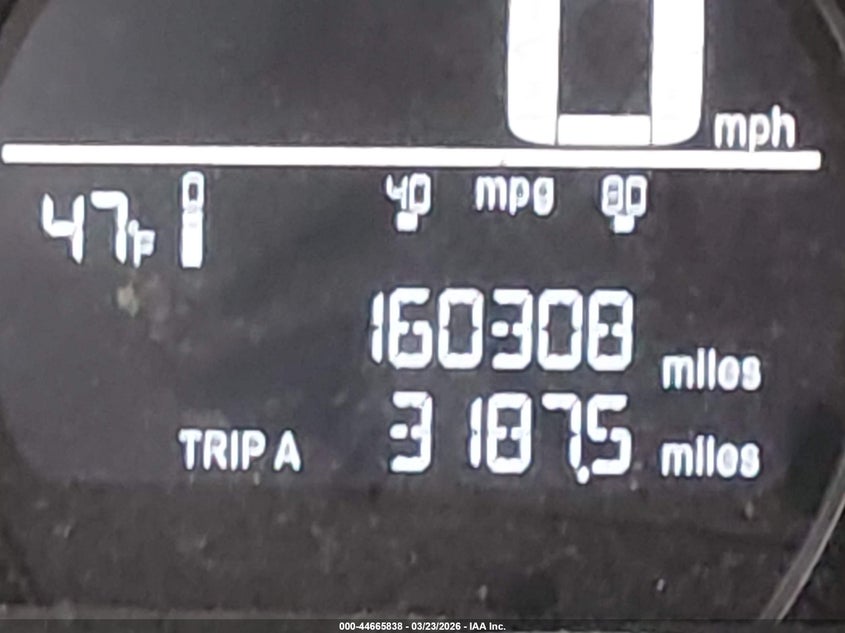 0 mph
47°F 40 mpg 80
160308 miles
TRIP A 3187.5 miles
000-44665838 - 03/23/2026 - IAA Inc.